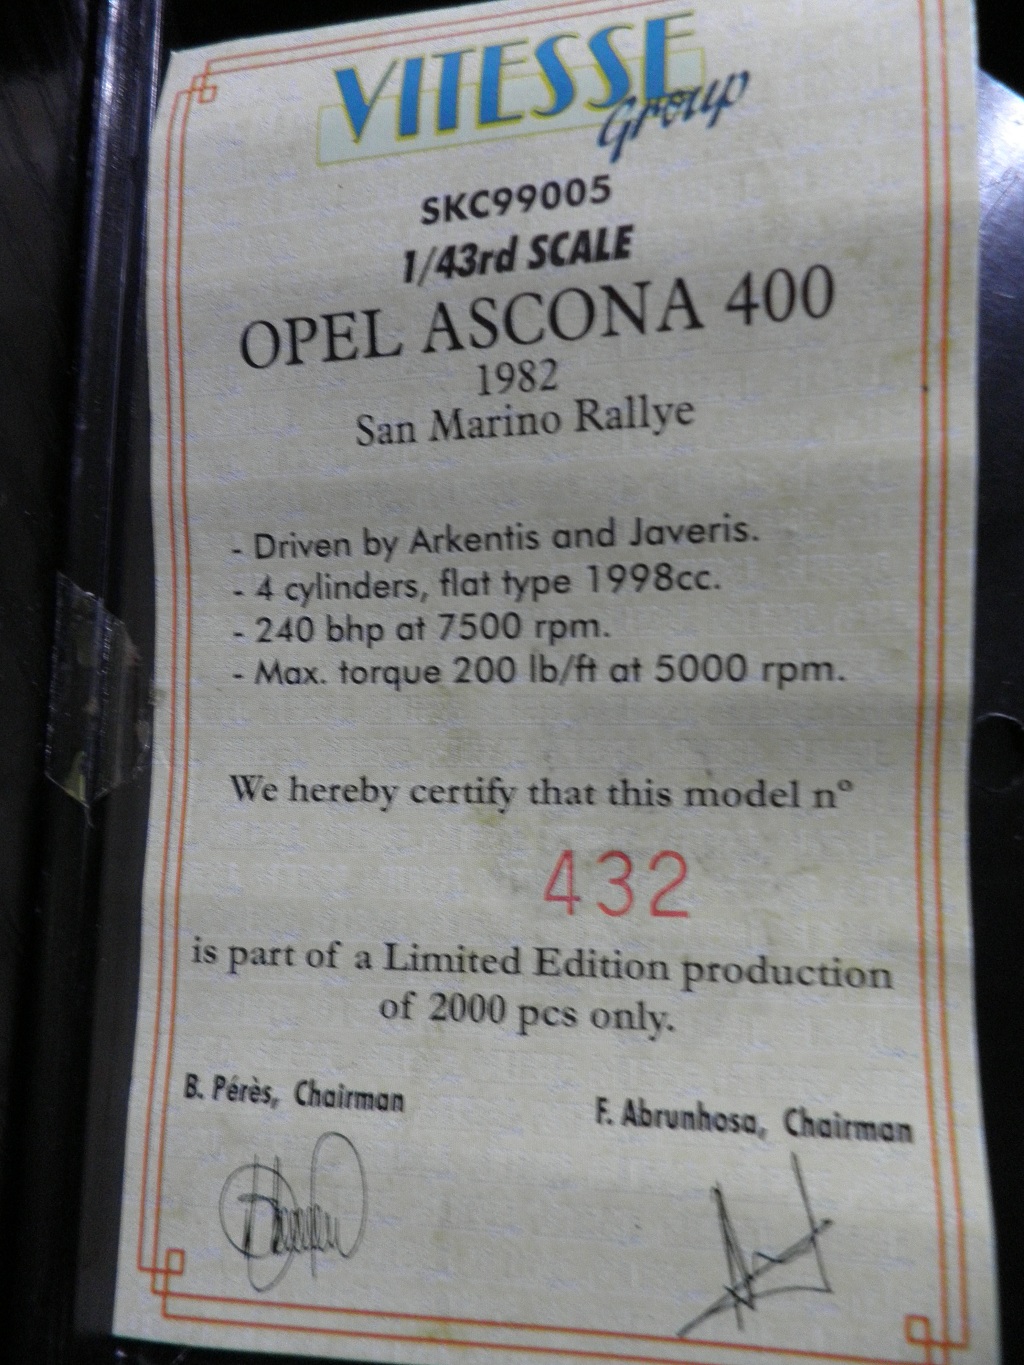 VITESSE
Group
SKC99005
1/43rd SCALE
OPEL ASCONA 400
1982
San Marino Rallye
- Driven by Arkentis and Javeris.
- 4 cylinders, flat type 1998cc.
- 240 bhp at 7500 rpm.
- Max. torque 200 lb/ft at 5000 rpm.
We hereby certify that this model nº
432
is part of a Limited Edition production
of 2000 pcs only.
B. Pérès, Chairman
F. Abrunhosa, Chairman